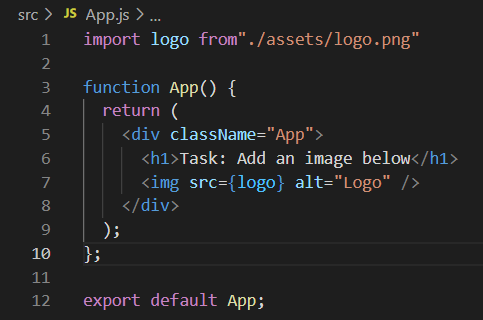 src > JS App.js > ...
1 import logo from"./assets/logo.png"
2
3 function App() {
4   return (
5     <div className="App">
6       <h1>Task: Add an image below</h1>
7       <img src={logo} alt="Logo" />
8     </div>
9   );
10 };
11
12 export default App;